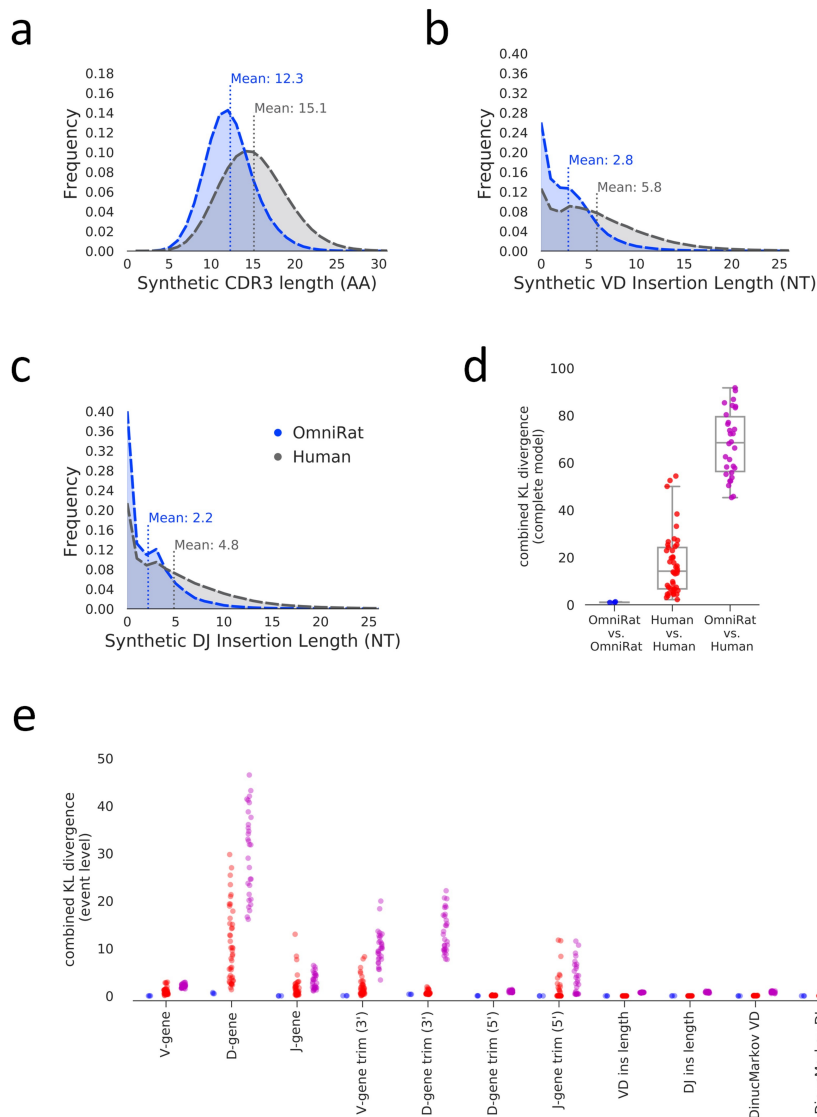 a
0.18
0.16
0.14
0.12
0.10
0.08
0.06
0.04
0.02
0.00
Frequency
Mean: 12.3
Mean: 15.1
0
5
10
15
20
25
30
Synthetic CDR3 length (AA)
b
0.40
0.36
0.32
0.28
0.24
0.20
0.16
0.12
0.08
0.04
0.00
Frequency
Mean: 2.8
Mean: 5.8
0
5
10
15
20
25
Synthetic VD Insertion Length (NT)
c
0.40
0.36
0.32
0.28
0.24
0.20
0.16
0.12
0.08
0.04
0.00
Frequency
OmniRat
Human
Mean: 2.2
Mean: 4.8
0
5
10
15
20
25
Synthetic DJ Insertion Length (NT)
d
100
80
60
40
20
0
combined KL divergence
(complete model)
OmniRat
vs.
OmniRat
Human
vs.
Human
OmniRat
vs.
Human
e
50
40
30
20
10
0
combined KL divergence
(event level)
V-gene
D-gene
J-gene
V-gene trim (3')
D-gene trim (3')
D-gene trim (5')
J-gene trim (5')
VD ins length
DJ ins length
DinucMarkov VD